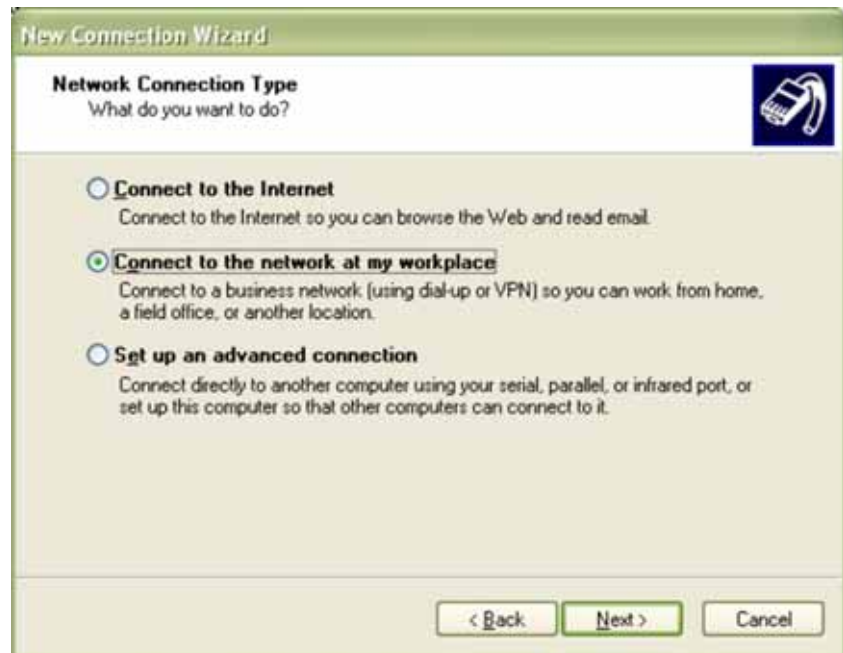 New Connection Wizard
Network Connection Type
What do you want to do?
Connect to the Internet
Connect to the Internet so you can browse the Web and read email.
Connect to the network at my workplace
Connect to a business network (using dial-up or VPN) so you can work from home,
a field office, or another location.
Set up an advanced connection
Connect directly to another computer using your serial, parallel, or infrared port, or
set up this computer so that other computers can connect to it.
< Back
Next >
Cancel